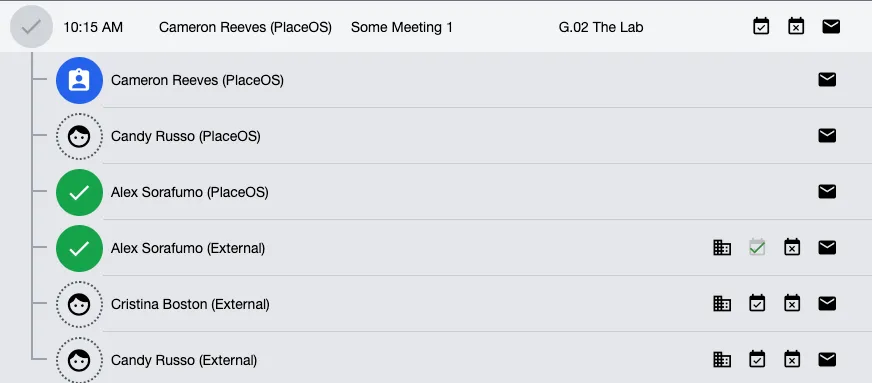 10:15 AM Cameron Reeves (PlaceOS) Some Meeting 1 G.02 The Lab
Cameron Reeves (PlaceOS)
Candy Russo (PlaceOS)
Alex Sorafumo (PlaceOS)
Alex Sorafumo (External)
Cristina Boston (External)
Candy Russo (External)